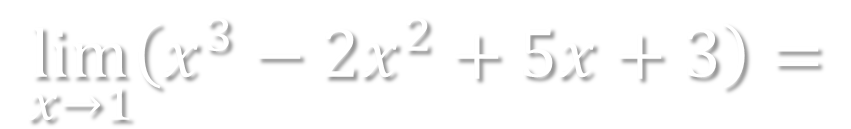 lim(x³ − 2x² + 5x + 3) =
x→1